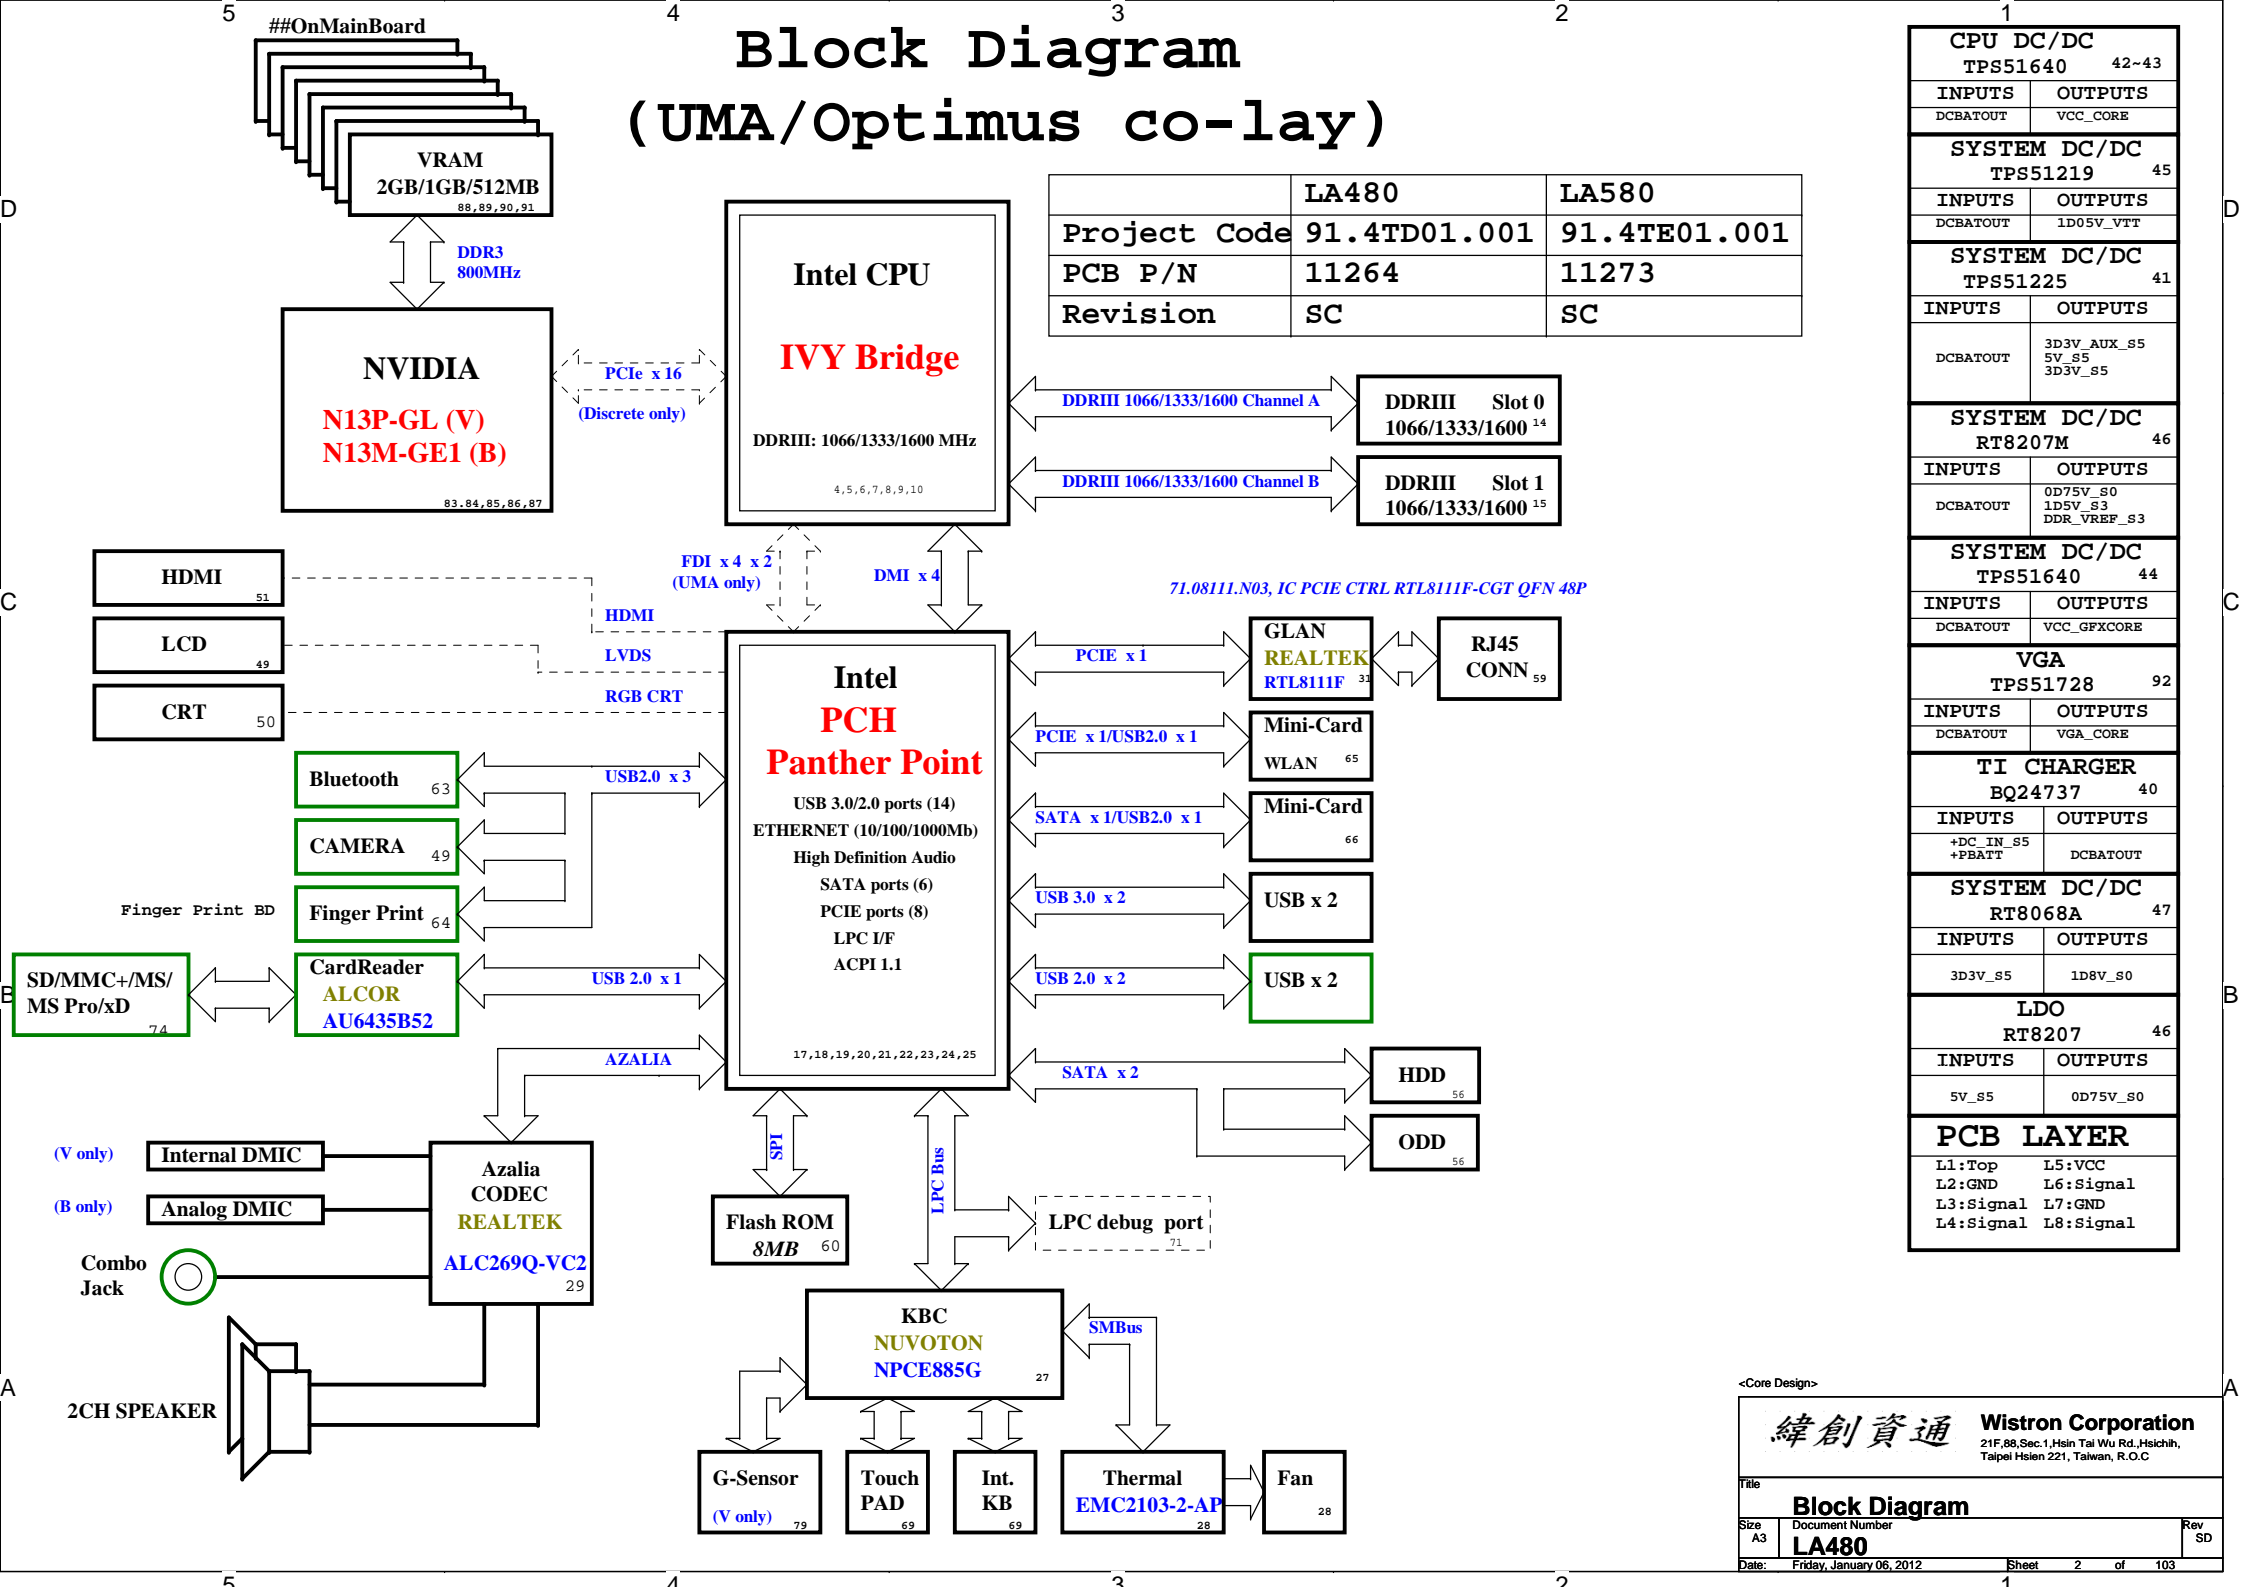 5 4 3 2 1
Block Diagram
(UMA/Optimus co-lay)
##OnMainBoard
VRAM
2GB/1GB/512MB
88,89,90,91
DDR3
800MHz
NVIDIA
N13P-GL (V)
N13M-GE1 (B)
83.84,85,86,87
PCIe x 16
(Discrete only)
Intel CPU
IVY Bridge
DDRIII: 1066/1333/1600 MHz
4,5,6,7,8,9,10
LA480 LA580
Project Code 91.4TD01.001 91.4TE01.001
PCB P/N 11264 11273
Revision SC SC
DDRIII 1066/1333/1600 Channel A
DDRIII Slot 0
1066/1333/1600 14
DDRIII 1066/1333/1600 Channel B
DDRIII Slot 1
1066/1333/1600 15
FDI x 4 x 2
(UMA only)
DMI x 4
HDMI
51
HDMI
LCD
49
LVDS
CRT
50
RGB CRT
Intel
PCH
Panther Point
USB 3.0/2.0 ports (14)
ETHERNET (10/100/1000Mb)
High Definition Audio
SATA ports (6)
PCIE ports (8)
LPC I/F
ACPI 1.1
17,18,19,20,21,22,23,24,25
Bluetooth
63
USB2.0 x 3
CAMERA
49
Finger Print BD
Finger Print
64
SD/MMC+/MS/
MS Pro/xD
74
CardReader
ALCOR
AU6435B52
USB 2.0 x 1
AZALIA
71.08111.N03, IC PCIE CTRL RTL8111F-CGT QFN 48P
PCIE x 1
GLAN
REALTEK
RTL8111F
31
RJ45
CONN
59
PCIE x 1/USB2.0 x 1
Mini-Card
WLAN
65
SATA x 1/USB2.0 x 1
Mini-Card
66
USB 3.0 x 2
USB x 2
USB 2.0 x 2
USB x 2
SATA x 2
HDD
56
ODD
56
(V only)
Internal DMIC
(B only)
Analog DMIC
Combo
Jack
2CH SPEAKER
Azalia
CODEC
REALTEK
ALC269Q-VC2
29
SPI
Flash ROM
8MB
60
LPC Bus
LPC debug port
71
KBC
NUVOTON
NPCE885G
27
SMBus
G-Sensor
(V only)
79
Touch
PAD
69
Int.
KB
69
Thermal
EMC2103-2-AP
28
Fan
28
CPU DC/DC
TPS51640 42~43
INPUTS OUTPUTS
DCBATOUT VCC_CORE
SYSTEM DC/DC
TPS51219 45
INPUTS OUTPUTS
DCBATOUT 1D05V_VTT
SYSTEM DC/DC
TPS51225 41
INPUTS OUTPUTS
DCBATOUT
3D3V_AUX_S5
5V_S5
3D3V_S5
SYSTEM DC/DC
RT8207M 46
INPUTS OUTPUTS
DCBATOUT
0D75V_S0
1D5V_S3
DDR_VREF_S3
SYSTEM DC/DC
TPS51640 44
INPUTS OUTPUTS
DCBATOUT VCC_GFXCORE
VGA
TPS51728 92
INPUTS OUTPUTS
DCBATOUT VGA_CORE
TI CHARGER
BQ24737 40
INPUTS OUTPUTS
+DC_IN_S5
+PBATT
DCBATOUT
SYSTEM DC/DC
RT8068A 47
INPUTS OUTPUTS
3D3V_S5 1D8V_S0
LDO
RT8207 46
INPUTS OUTPUTS
5V_S5 0D75V_S0
PCB LAYER
L1:Top L5:VCC
L2:GND L6:Signal
L3:Signal L7:GND
L4:Signal L8:Signal
<Core Design>
緯創資通
Wistron Corporation
21F,88,Sec.1,Hsin Tai Wu Rd.,Hsichih,
Taipei Hsien 221, Taiwan, R.O.C
Title
Block Diagram
Size
A3
Document Number
LA480
Rev
SD
Date: Friday, January 06, 2012 Sheet 2 of 103
D
D
C
C
B
B
A
A
5 4 3 2 1